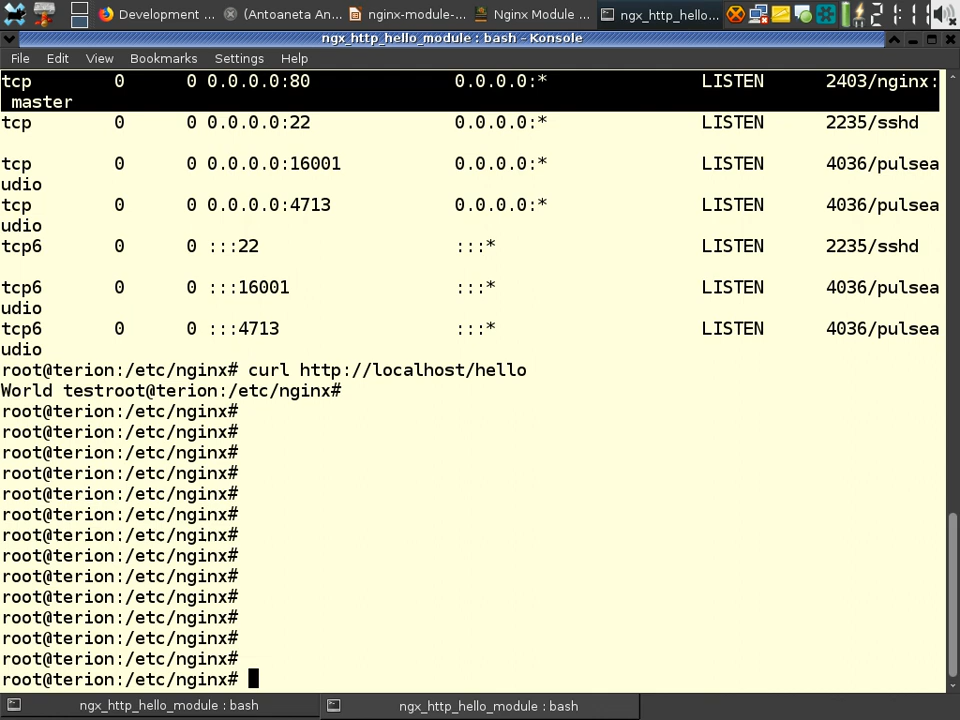 Development ...
(Antoaneta An...
nginx-module-...
Nginx Module ...
ngx_http_hello...
ngx_http_hello_module : bash - Konsole
File Edit View Bookmarks Settings Help
tcp 0 0 0.0.0.0:80 0.0.0.0:* LISTEN 2403/nginx:
master
tcp 0 0 0.0.0.0:22 0.0.0.0:* LISTEN 2235/sshd
tcp 0 0 0.0.0.0:16001 0.0.0.0:* LISTEN 4036/pulsea
udio
tcp 0 0 0.0.0.0:4713 0.0.0.0:* LISTEN 4036/pulsea
udio
tcp6 0 0 :::22 :::* LISTEN 2235/sshd
tcp6 0 0 :::16001 :::* LISTEN 4036/pulsea
udio
tcp6 0 0 :::4713 :::* LISTEN 4036/pulsea
udio
root@terion:/etc/nginx# curl http://localhost/hello
World testroot@terion:/etc/nginx#
root@terion:/etc/nginx#
root@terion:/etc/nginx#
root@terion:/etc/nginx#
root@terion:/etc/nginx#
root@terion:/etc/nginx#
root@terion:/etc/nginx#
root@terion:/etc/nginx#
root@terion:/etc/nginx#
root@terion:/etc/nginx#
root@terion:/etc/nginx#
root@terion:/etc/nginx#
root@terion:/etc/nginx#
root@terion:/etc/nginx#
root@terion:/etc/nginx#
ngx_http_hello_module : bash
ngx_http_hello_module : bash